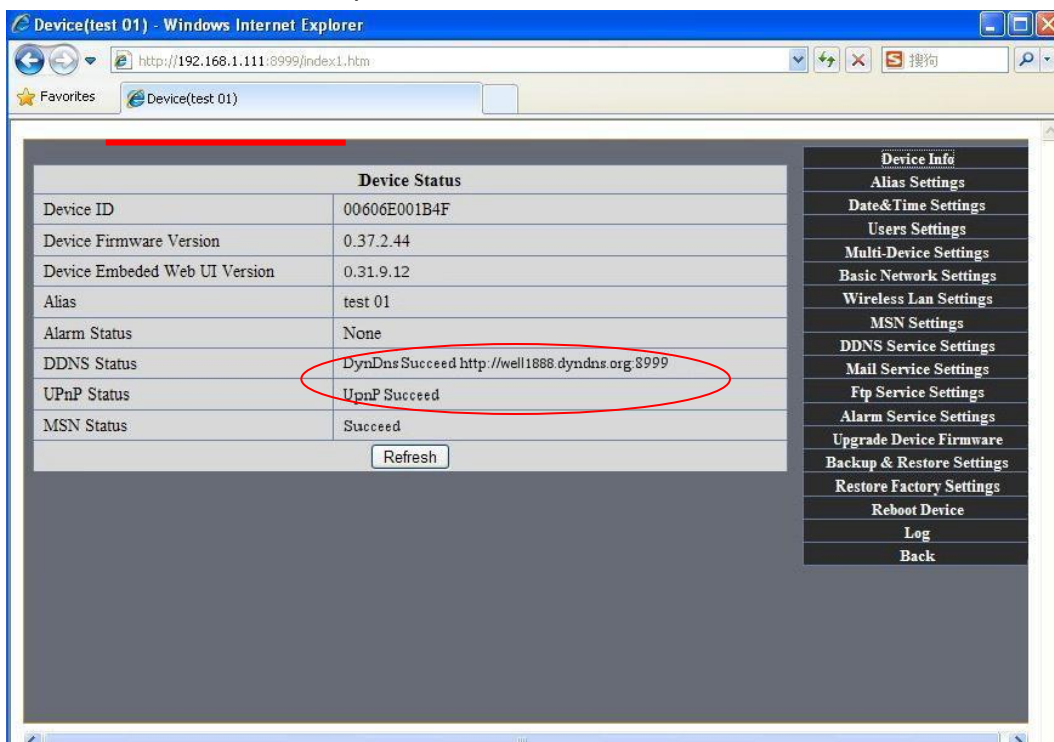 Device(test 01) - Windows Internet Explorer
http://192.168.1.111:8999/index1.htm
搜狗
Favorites
Device(test 01)
Device Status
Device ID 00606E001B4F
Device Firmware Version 0.37.2.44
Device Embeded Web UI Version 0.31.9.12
Alias test 01
Alarm Status None
DDNS Status DynDns Succeed http://well1888.dyndns.org:8999
UPnP Status UpnP Succeed
MSN Status Succeed
Refresh
Device Info
Alias Settings
Date&Time Settings
Users Settings
Multi-Device Settings
Basic Network Settings
Wireless Lan Settings
MSN Settings
DDNS Service Settings
Mail Service Settings
Ftp Service Settings
Alarm Service Settings
Upgrade Device Firmware
Backup & Restore Settings
Restore Factory Settings
Reboot Device
Log
Back